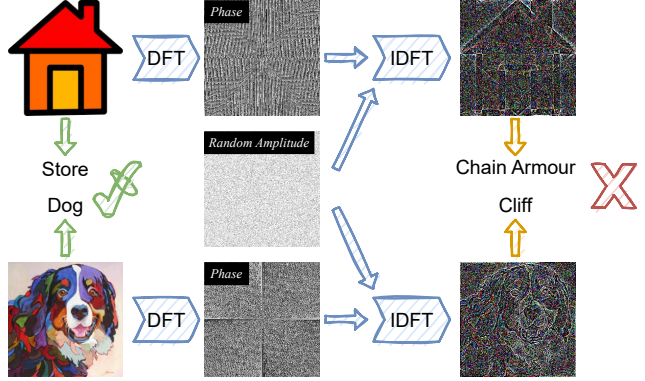 Phase
DFT
IDFT
Random Amplitude
Store
Chain Armour
Dog
Cliff
Phase
DFT
IDFT